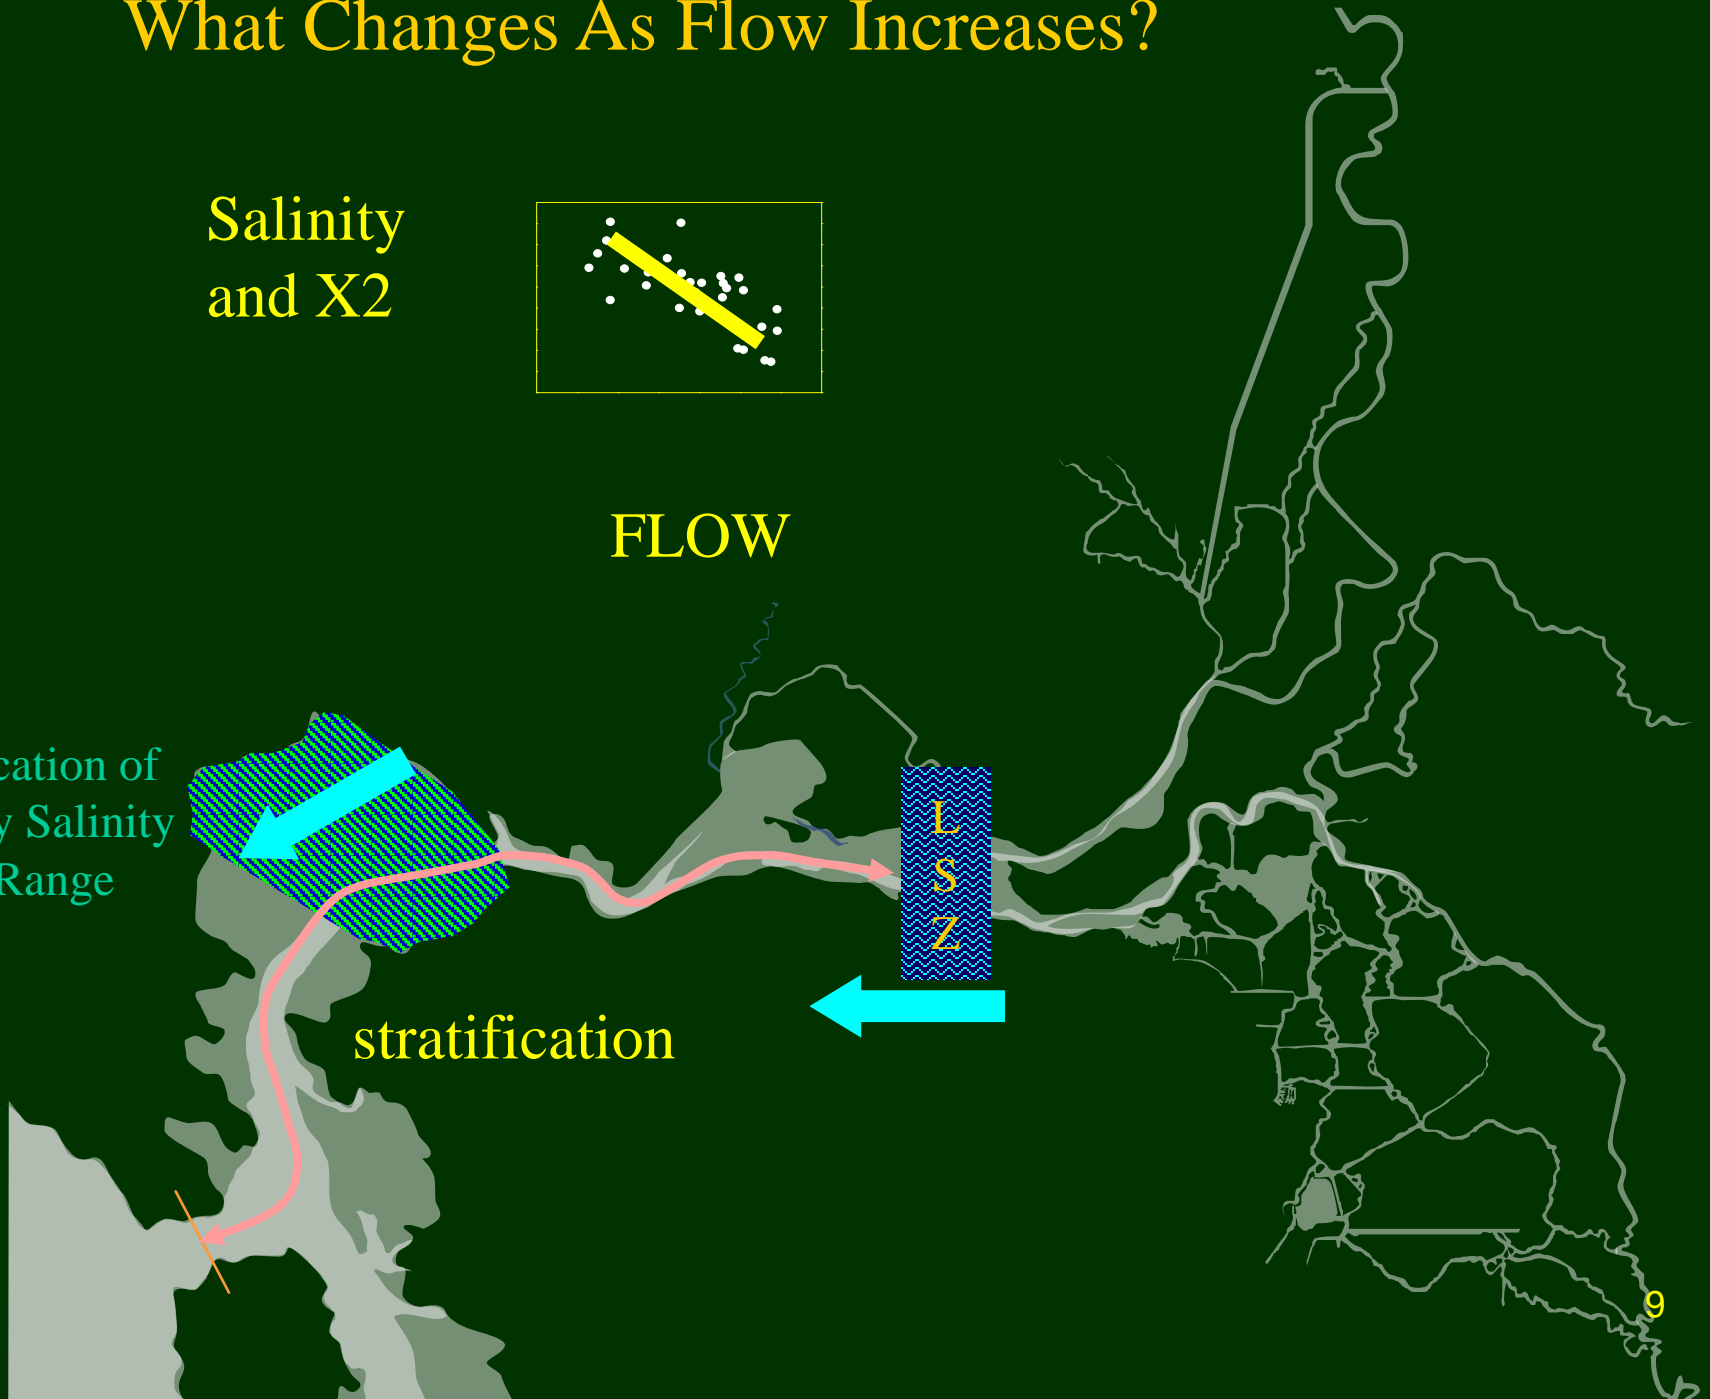 What Changes As Flow Increases?
Salinity
and X2
FLOW
cation of
y Salinity
Range
L
S
Z
stratification
9